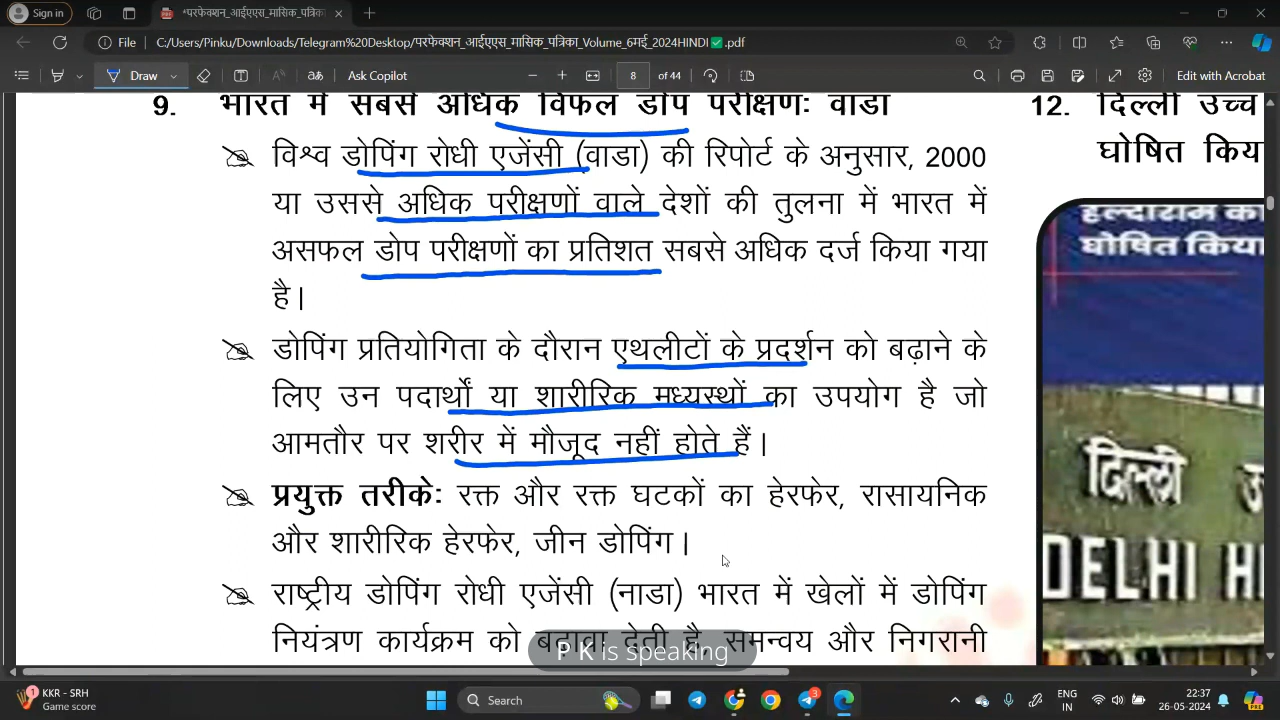 Sign in
*परफेक्शन_आईएएस_मासिक_पत्रिका
File C:/Users/Pinku/Downloads/Telegram%20Desktop/परफेक्शन_आईएएस_मासिक_पत्रिका_Volume_6मई_2024HINDI✅.pdf
Draw
Ask Copilot
8 of 44
Edit with Acrobat
9. भारत में सबसे अधिक विफल डोप परीक्षण: वाडा
विश्व डोपिंग रोधी एजेंसी (वाडा) की रिपोर्ट के अनुसार, 2000
या उससे अधिक परीक्षणों वाले देशों की तुलना में भारत में
असफल डोप परीक्षणों का प्रतिशत सबसे अधिक दर्ज किया गया
है।
डोपिंग प्रतियोगिता के दौरान एथलीटों के प्रदर्शन को बढ़ाने के
लिए उन पदार्थों या शारीरिक मध्यस्थों का उपयोग है जो
आमतौर पर शरीर में मौजूद नहीं होते हैं।
प्रयुक्त तरीके: रक्त और रक्त घटकों का हेरफेर, रासायनिक
और शारीरिक हेरफेर, जीन डोपिंग।
राष्ट्रीय डोपिंग रोधी एजेंसी (नाडा) भारत में खेलों में डोपिंग
नियंत्रण कार्यक्रम को बढ़ावा देती है, समन्वय और निगरानी
12. दिल्ली उच्च
घोषित किय
हल्दीराम का
घोषित किया
दिल्ली उ
DELHI H
P K is speaking
1
KKR - SRH
Game score
Search
3
ENG
IN
22:37
26-05-2024